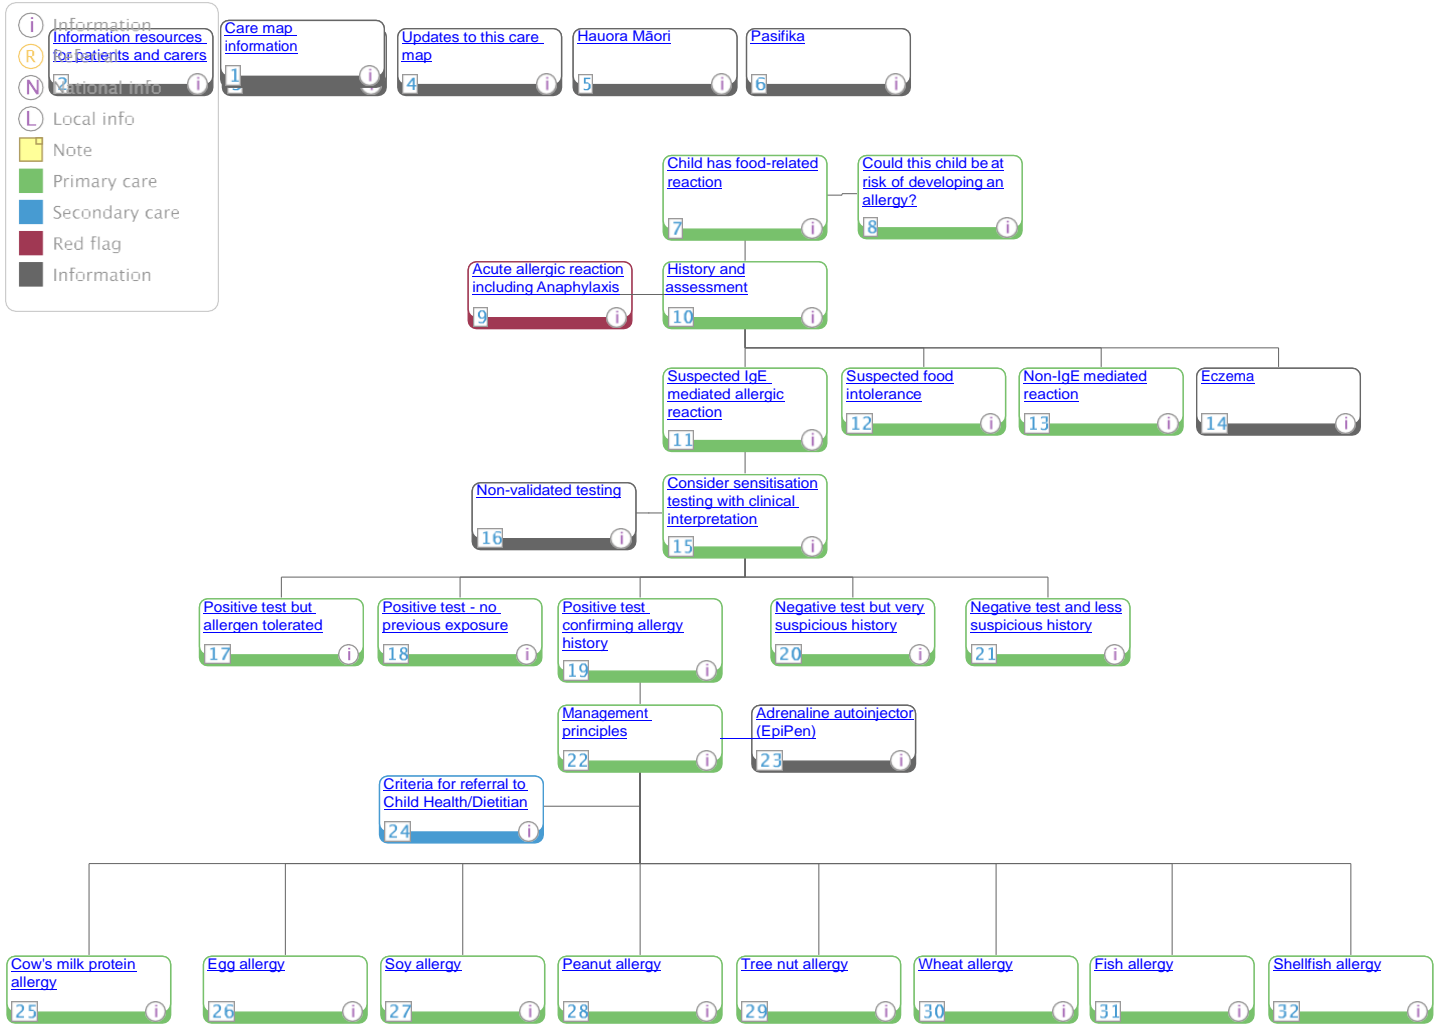 Information
Referral
National info
Local info
Note
Primary care
Secondary care
Red flag
Information
Information resources
for patients and carers
2
Care map
information
1
3
Updates to this care
map
4
Hauora Māori
5
Pasifika
6
Child has food-related
reaction
7
Could this child be at
risk of developing an
allergy?
8
Acute allergic reaction
including Anaphylaxis
9
History and
assessment
10
Suspected IgE
mediated allergic
reaction
11
Suspected food
intolerance
12
Non-IgE mediated
reaction
13
Eczema
14
Non-validated testing
16
Consider sensitisation
testing with clinical
interpretation
15
Positive test but
allergen tolerated
17
Positive test - no
previous exposure
18
Positive test
confirming allergy
history
19
Negative test but very
suspicious history
20
Negative test and less
suspicious history
21
Management
principles
22
Adrenaline autoinjector
(EpiPen)
23
Criteria for referral to
Child Health/Dietitian
24
Cow's milk protein
allergy
25
Egg allergy
26
Soy allergy
27
Peanut allergy
28
Tree nut allergy
29
Wheat allergy
30
Fish allergy
31
Shellfish allergy
32